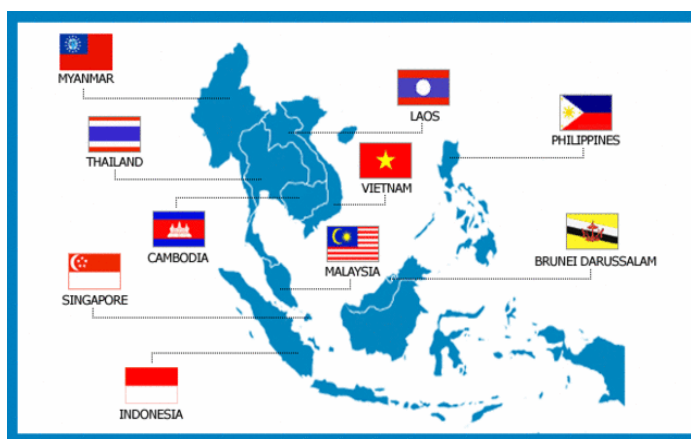 MYANMAR
LAOS
PHILIPPINES
THAILAND
VIETNAM
CAMBODIA
MALAYSIA
BRUNEI DARUSSALAM
SINGAPORE
INDONESIA